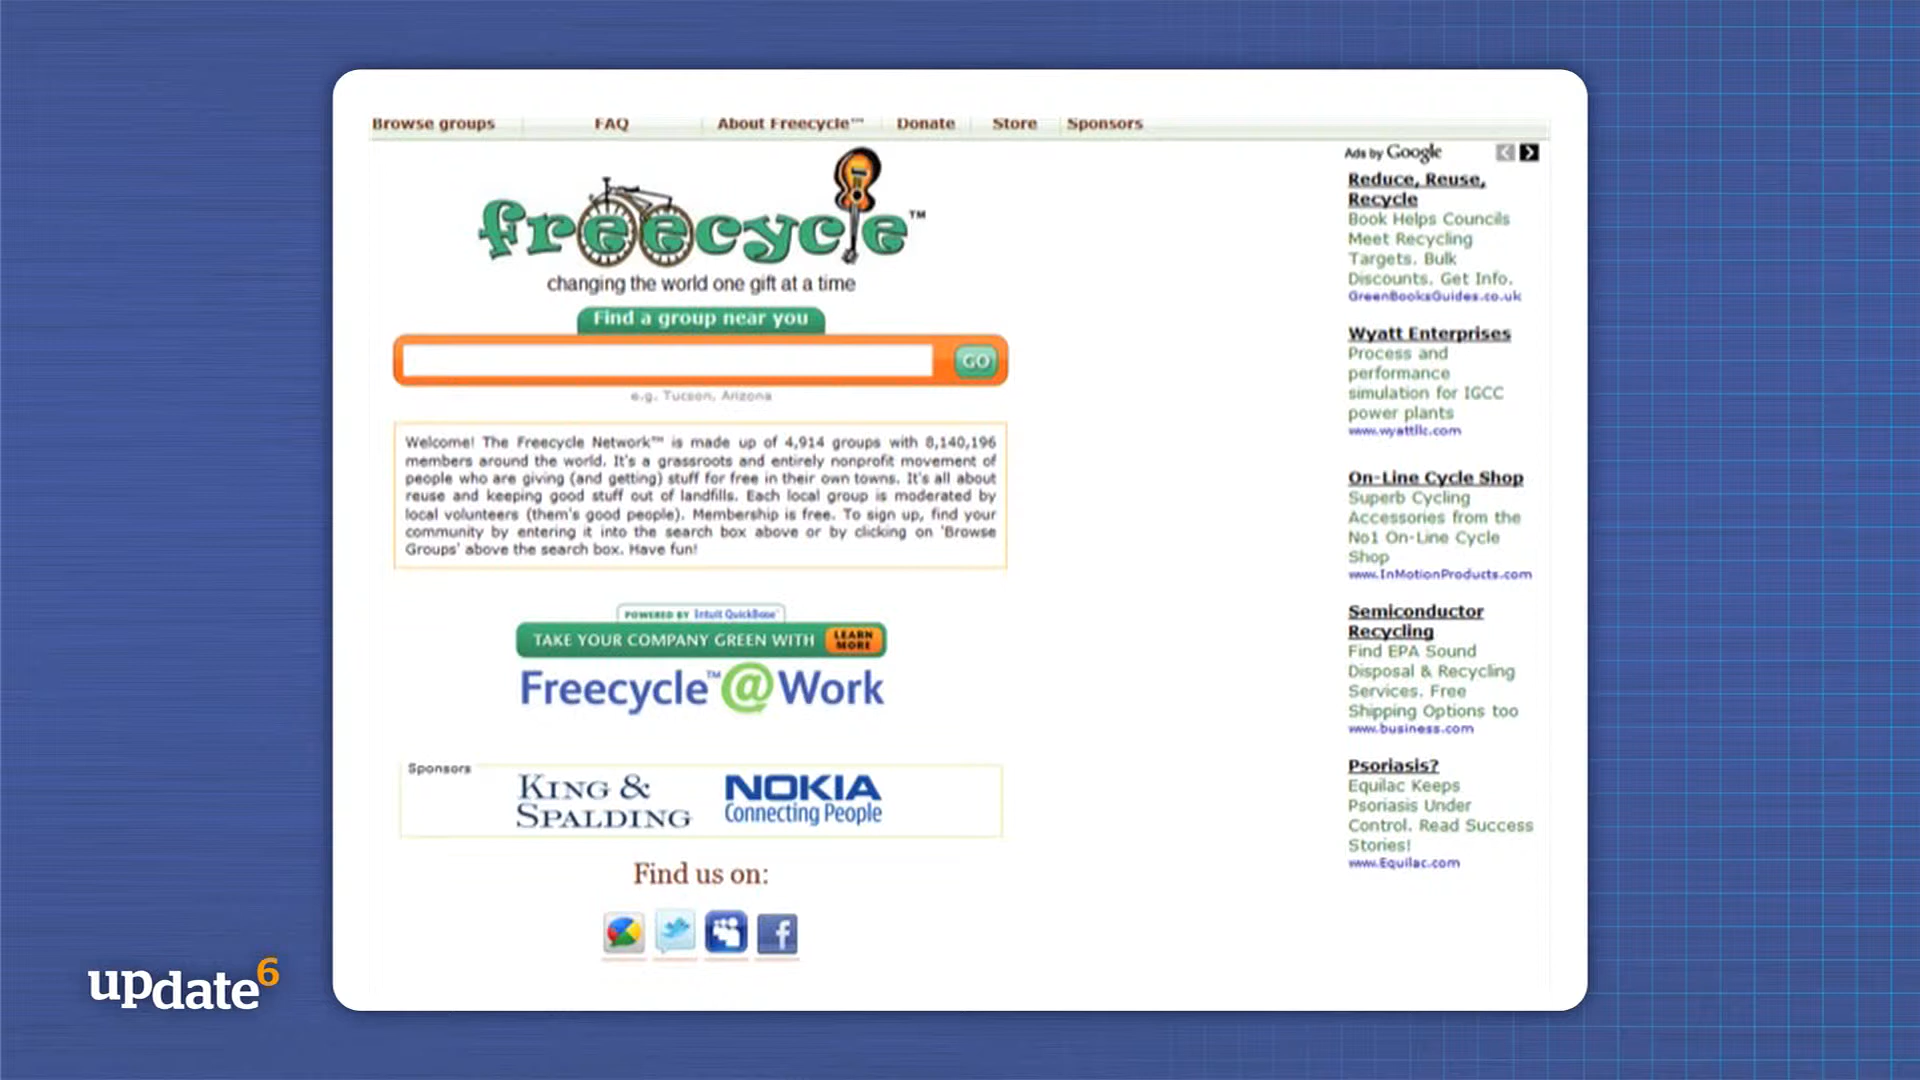 Browse groups FAQ About Freecycle™ Donate Store Sponsors
freecycle™
changing the world one gift at a time
Find a group near you
GO
e.g. Tucson, Arizona
Welcome! The Freecycle Network™ is made up of 4,914 groups with 8,140,196
members around the world. It's a grassroots and entirely nonprofit movement of
people who are giving (and getting) stuff for free in their own towns. It's all about
reuse and keeping good stuff out of landfills. Each local group is moderated by
local volunteers (them's good people). Membership is free. To sign up, find your
community by entering it into the search box above or by clicking on 'Browse
Groups' above the search box. Have fun!
POWERED BY Intuit QuickBase
TAKE YOUR COMPANY GREEN WITH LEARN MORE
Freecycle™@Work
Sponsors
KING &
SPALDING
NOKIA
Connecting People
Find us on:
Ads by Google
Reduce, Reuse,
Recycle
Book Helps Councils
Meet Recycling
Targets. Bulk
Discounts. Get Info.
GreenBooksGuides.co.uk
Wyatt Enterprises
Process and
performance
simulation for IGCC
power plants
www.wyattllc.com
On-Line Cycle Shop
Superb Cycling
Accessories from the
No1 On-Line Cycle
Shop
www.InMotionProducts.com
Semiconductor
Recycling
Find EPA Sound
Disposal & Recycling
Services. Free
Shipping Options too
www.business.com
Psoriasis?
Equilac Keeps
Psoriasis Under
Control. Read Success
Stories!
www.Equilac.com
update6